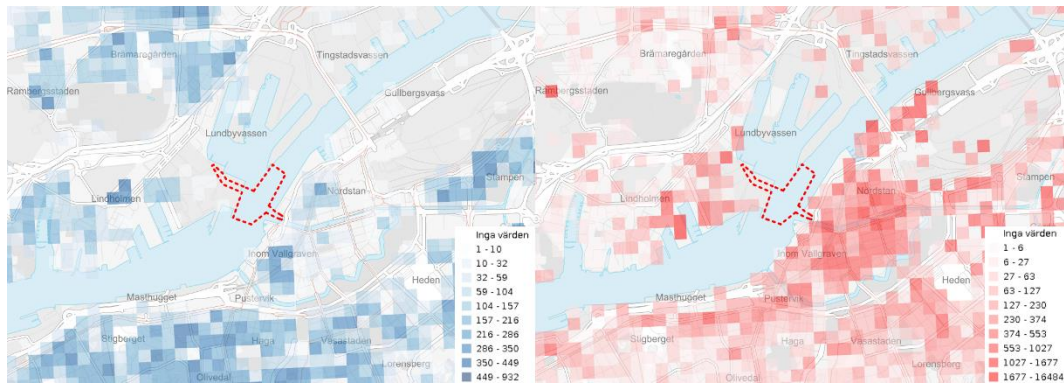 Brämaregården
Tingstadsvassen
Rambergsstaden
Gullbergsvass
Lundbyvassen
Lindholmen
Nordstan
Stampen
Inom Vallgraven
Heden
Masthugget
Pustervik
Stigberget
Haga
Vasastaden
Lorensberg
Olivedal
Inga värden
1 - 10
10 - 32
32 - 59
59 - 104
104 - 157
157 - 216
216 - 286
286 - 350
350 - 449
449 - 932
Brämaregården
Tingstadsvassen
Rambergsstaden
Gullbergsvass
Lundbyvassen
Lindholmen
Nordstan
Stampen
Inom Vallgraven
Heden
Masthugget
Pustervik
Stigberget
Haga
Vasastaden
Lorensberg
Olivedal
Inga värden
1 - 6
6 - 27
27 - 63
63 - 127
127 - 230
230 - 374
374 - 553
553 - 1027
1027 - 1677
1677 - 16484